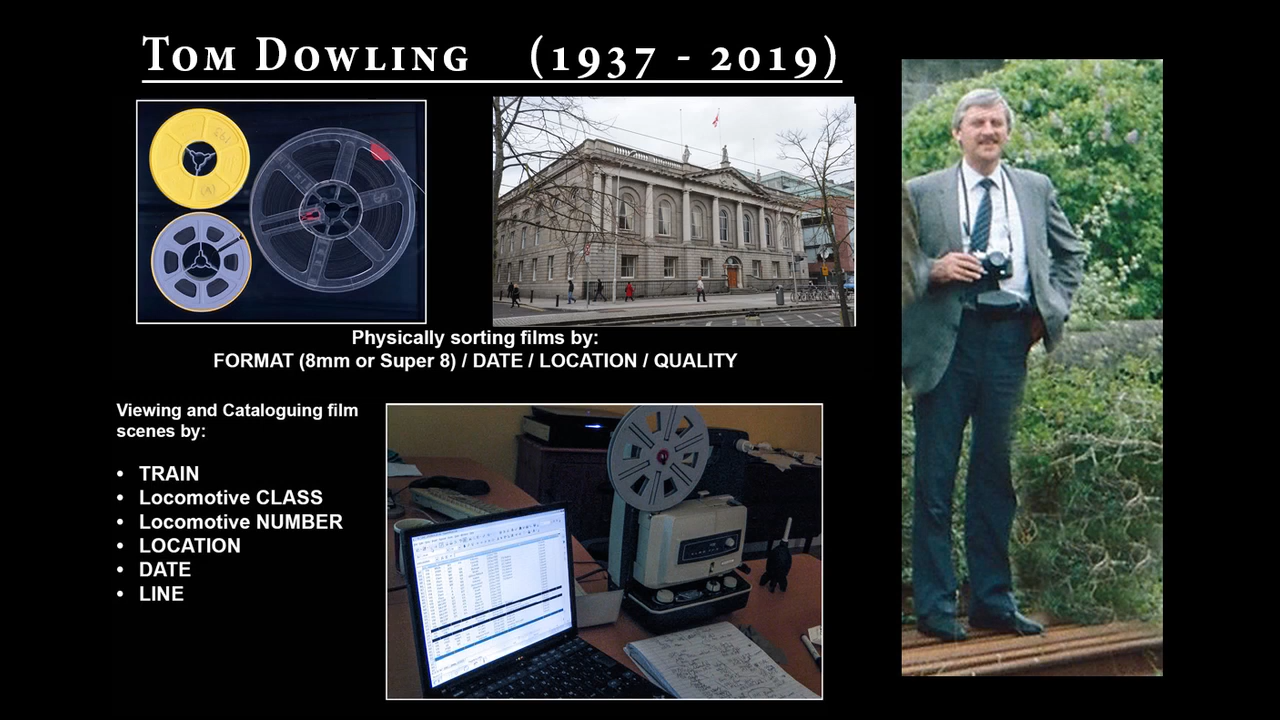 Tom Dowling (1937 - 2019)
Physically sorting films by:
FORMAT (8mm or Super 8) / DATE / LOCATION / QUALITY
Viewing and Cataloguing film
scenes by:
• TRAIN
• Locomotive CLASS
• Locomotive NUMBER
• LOCATION
• DATE
• LINE